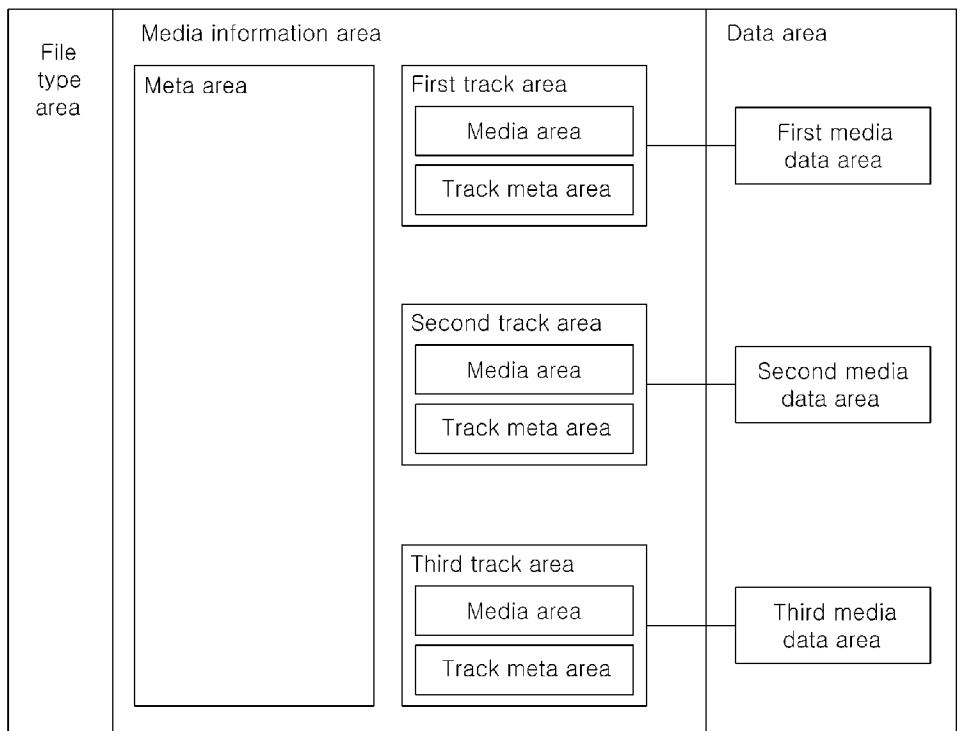 File
type
area
Media information area
Meta area
First track area
Media area
Track meta area
Second track area
Media area
Track meta area
Third track area
Media area
Track meta area
Data area
First media
data area
Second media
data area
Third media
data area